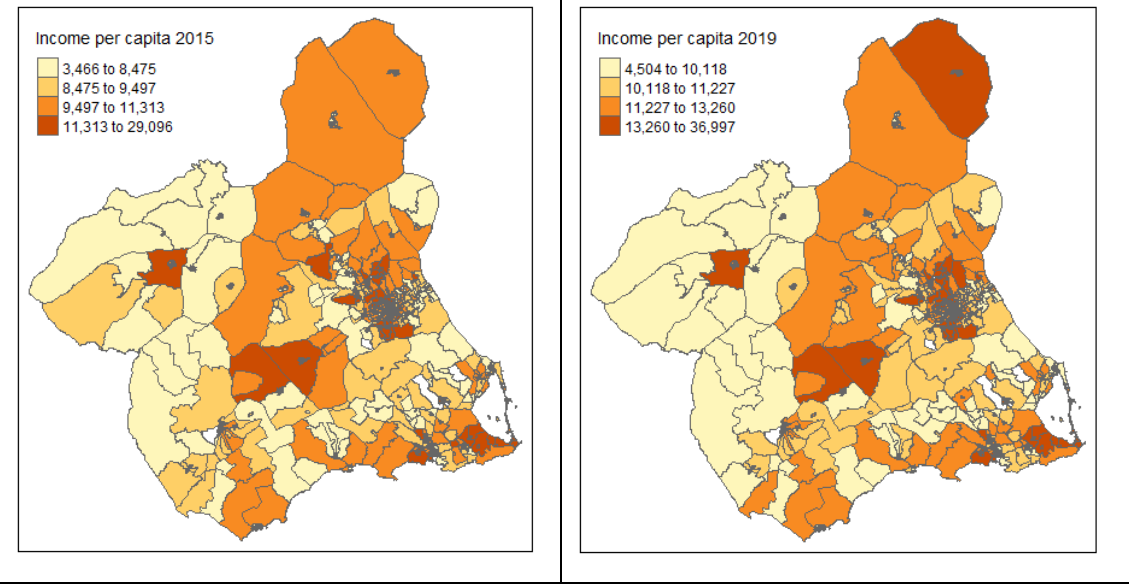 Income per capita 2015
3,466 to 8,475
8,475 to 9,497
9,497 to 11,313
11,313 to 29,096
Income per capita 2019
4,504 to 10,118
10,118 to 11,227
11,227 to 13,260
13,260 to 36,997